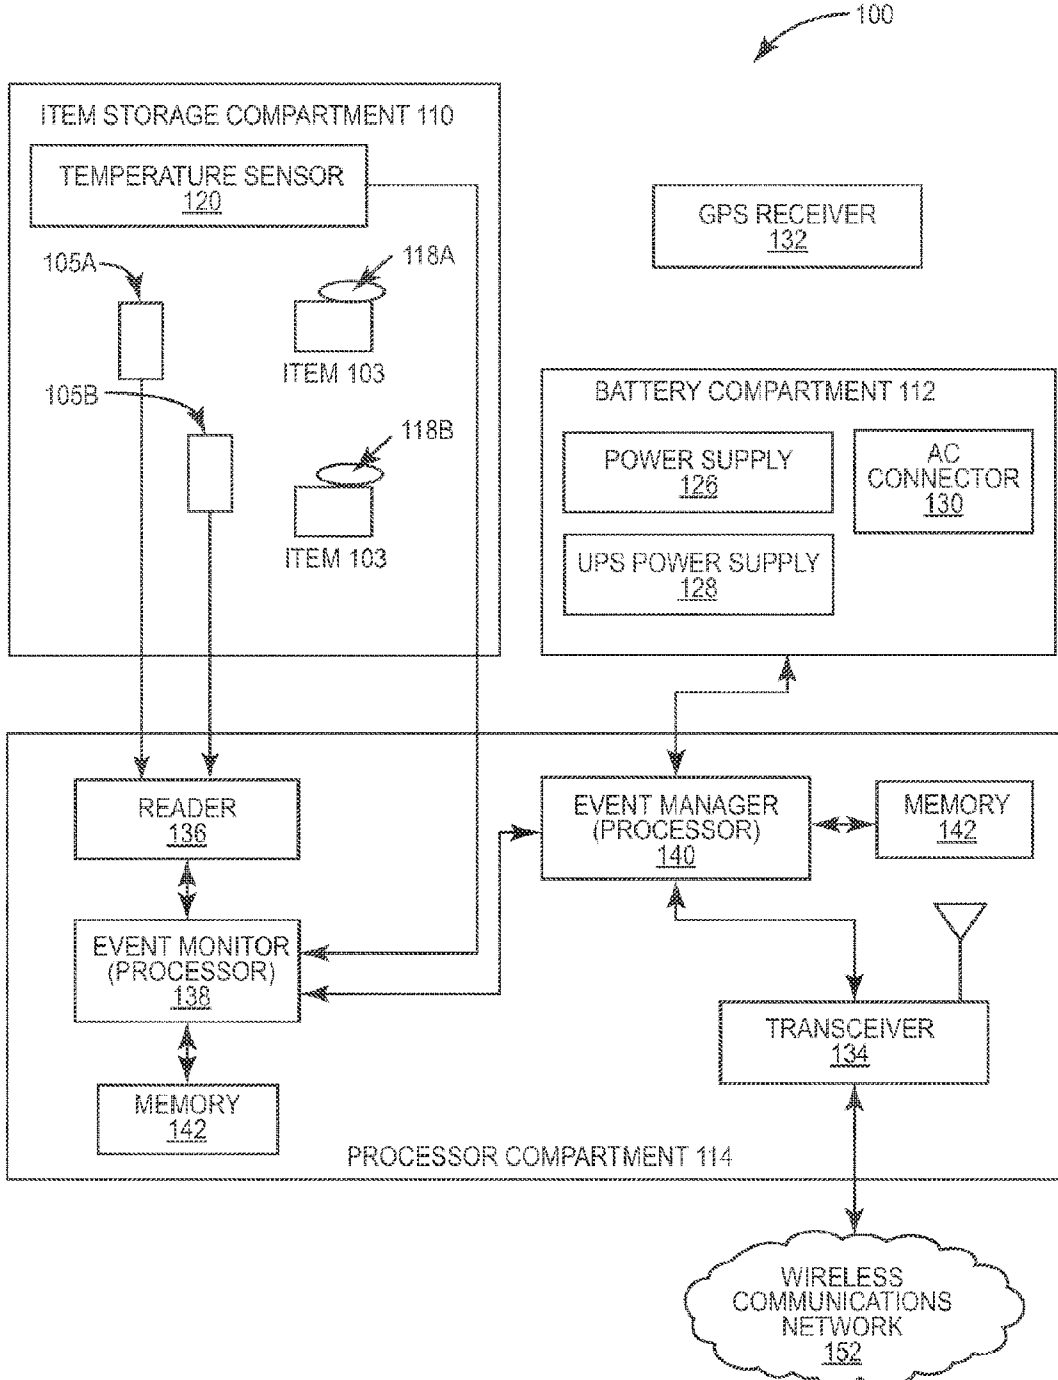 100
ITEM STORAGE COMPARTMENT 110
TEMPERATURE SENSOR
120
105A
118A
ITEM 103
105B
118B
ITEM 103
GPS RECEIVER
132
BATTERY COMPARTMENT 112
POWER SUPPLY
126
AC
CONNECTOR
130
UPS POWER SUPPLY
128
READER
136
EVENT MANAGER
(PROCESSOR)
140
MEMORY
142
EVENT MONITOR
(PROCESSOR)
138
TRANSCEIVER
134
MEMORY
142
PROCESSOR COMPARTMENT 114
WIRELESS
COMMUNICATIONS
NETWORK
152